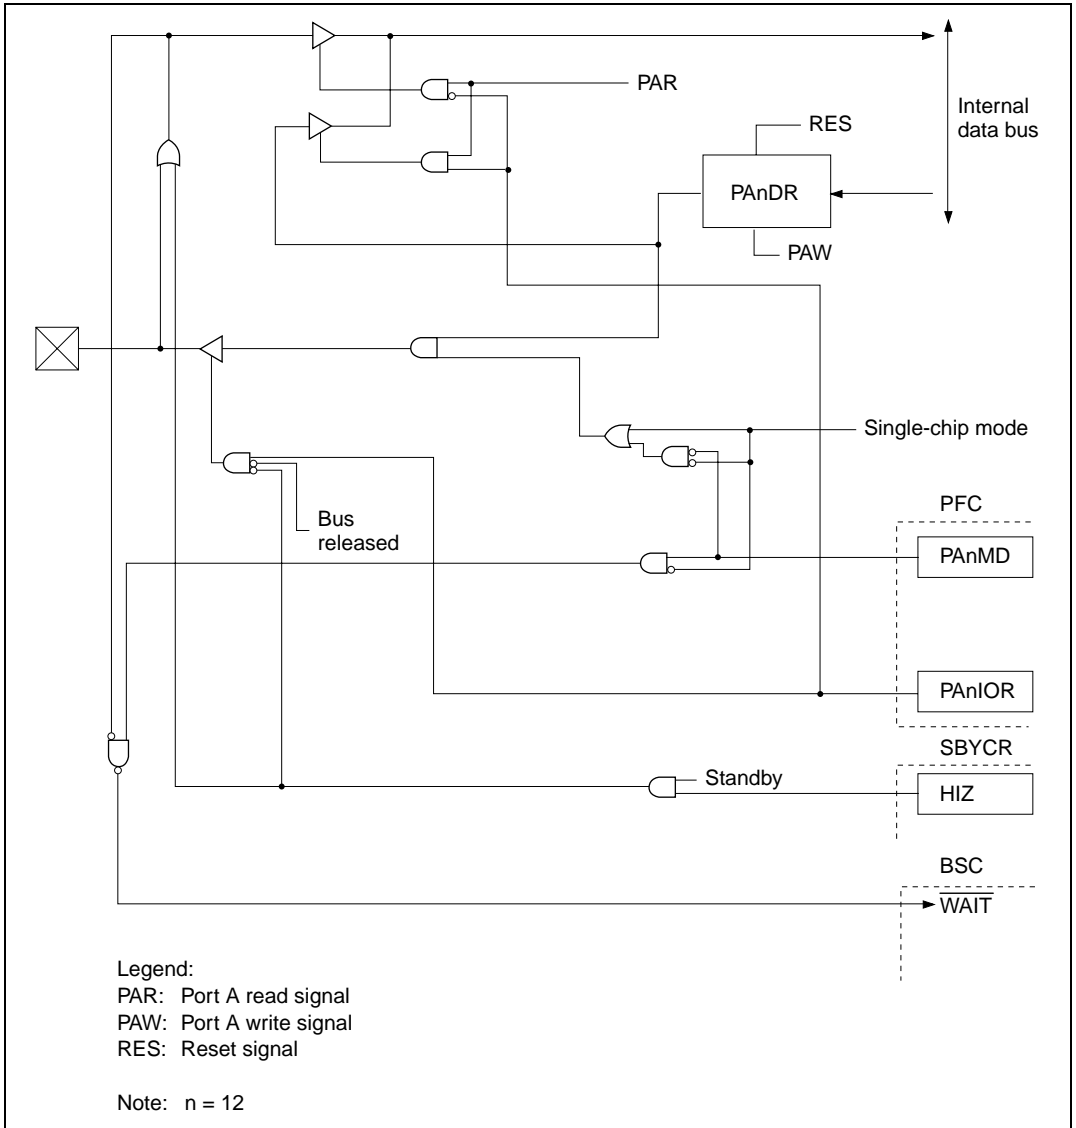 PAR
Internal
data bus
RES
PAnDR
PAW
Single-chip mode
Bus
released
PFC
PAnMD
PAnIOR
SBYCR
Standby
HIZ
BSC
WAIT
Legend:
PAR: Port A read signal
PAW: Port A write signal
RES: Reset signal
Note: n = 12